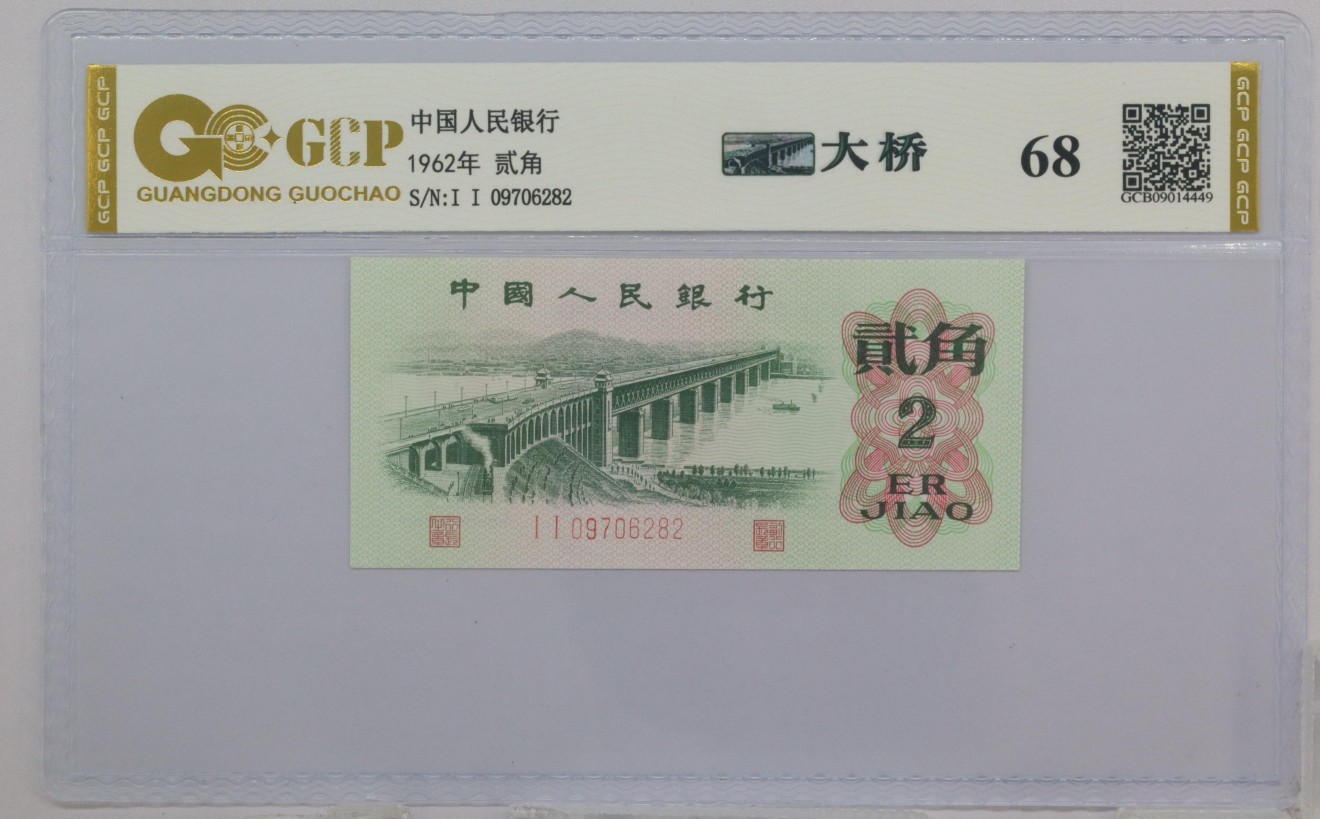 GCP GCP GCP
GCP
GUANGDONG GUOCHAO
中国人民银行
1962年 贰角
S/N:I I 09706282
大桥
68
GCB09014449
GCP GCP GCP
中國人民銀行
貳角
2
ER
JIAO
I I 09706282